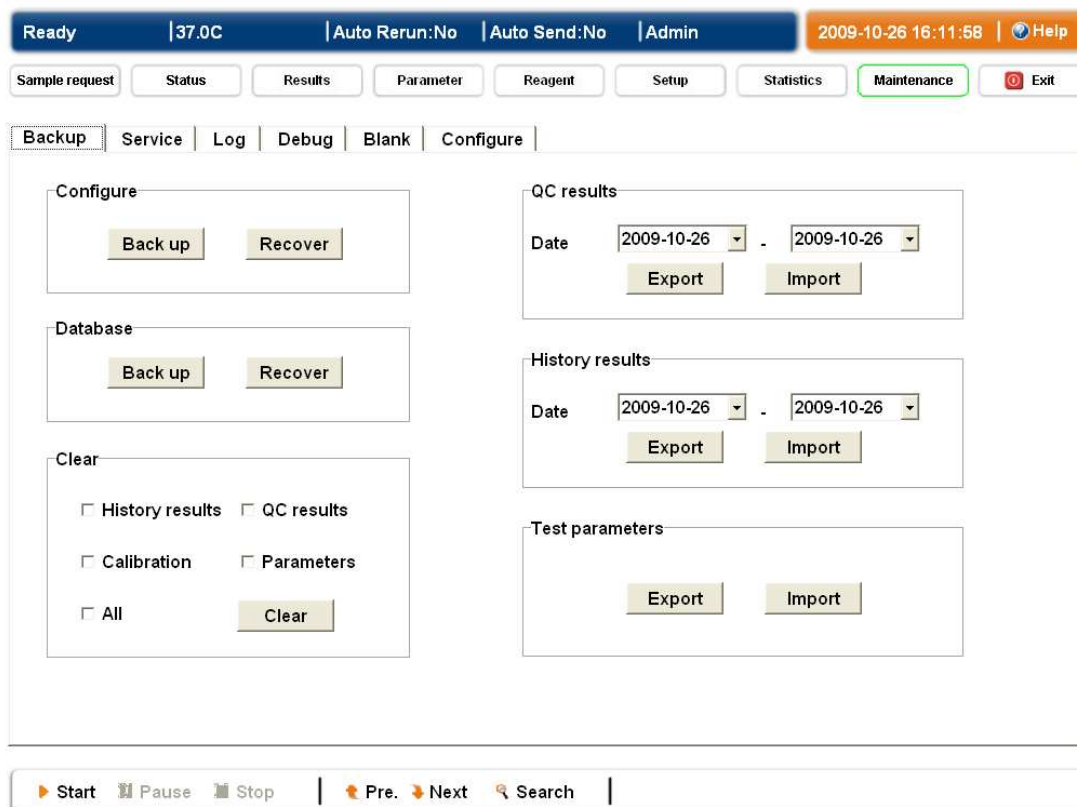 Ready |37.0C |Auto Rerun:No |Auto Send:No |Admin 2009-10-26 16:11:58 | Help
Sample request Status Results Parameter Reagent Setup Statistics Maintenance Exit
Backup Service Log Debug Blank Configure
Configure
Back up Recover
Database
Back up Recover
Clear
History results QC results
Calibration Parameters
All Clear
QC results
Date 2009-10-26 - 2009-10-26
Export Import
History results
Date 2009-10-26 - 2009-10-26
Export Import
Test parameters
Export Import
Start Pause Stop | Pre. Next Search |